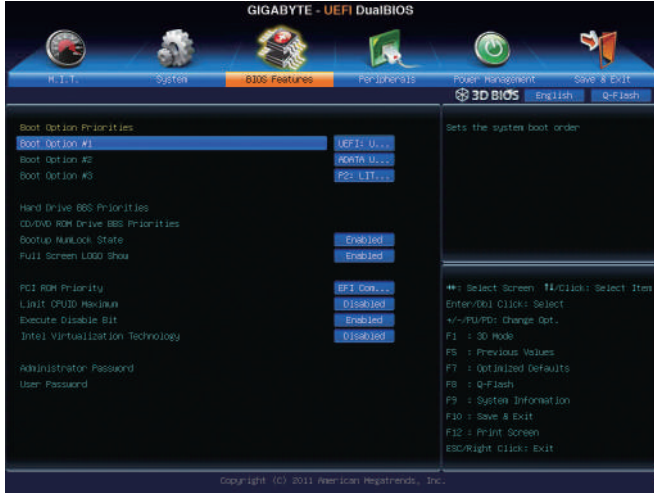 GIGABYTE - UEFI DualBIOS
M.I.T. System BIOS Features Peripherals Power Management Save & Exit
3D BIOS English Q-Flash
Boot Option Priorities
Boot Option #1 UEFI: U...
Boot Option #2 ADATA U...
Boot Option #3 P2: LIT...
Hard Drive BBS Priorities
CD/DVD ROM Drive BBS Priorities
Bootup NumLock State Enabled
Full Screen LOGO Show Enabled
PCI ROM Priority EFI Com...
Limit CPUID Maximum Disabled
Execute Disable Bit Enabled
Intel Virtualization Technology Disabled
Administrator Password
User Password
Sets the system boot order
↔: Select Screen ↑↓/Click: Select Item
Enter/Dbl Click: Select
+/-/PU/PD: Change Opt.
F1 : 3D Mode
F5 : Previous Values
F7 : Optimized Defaults
F8 : Q-Flash
F9 : System Information
F10 : Save & Exit
F12 : Print Screen
ESC/Right Click: Exit
Copyright (C) 2011 American Megatrends, Inc.